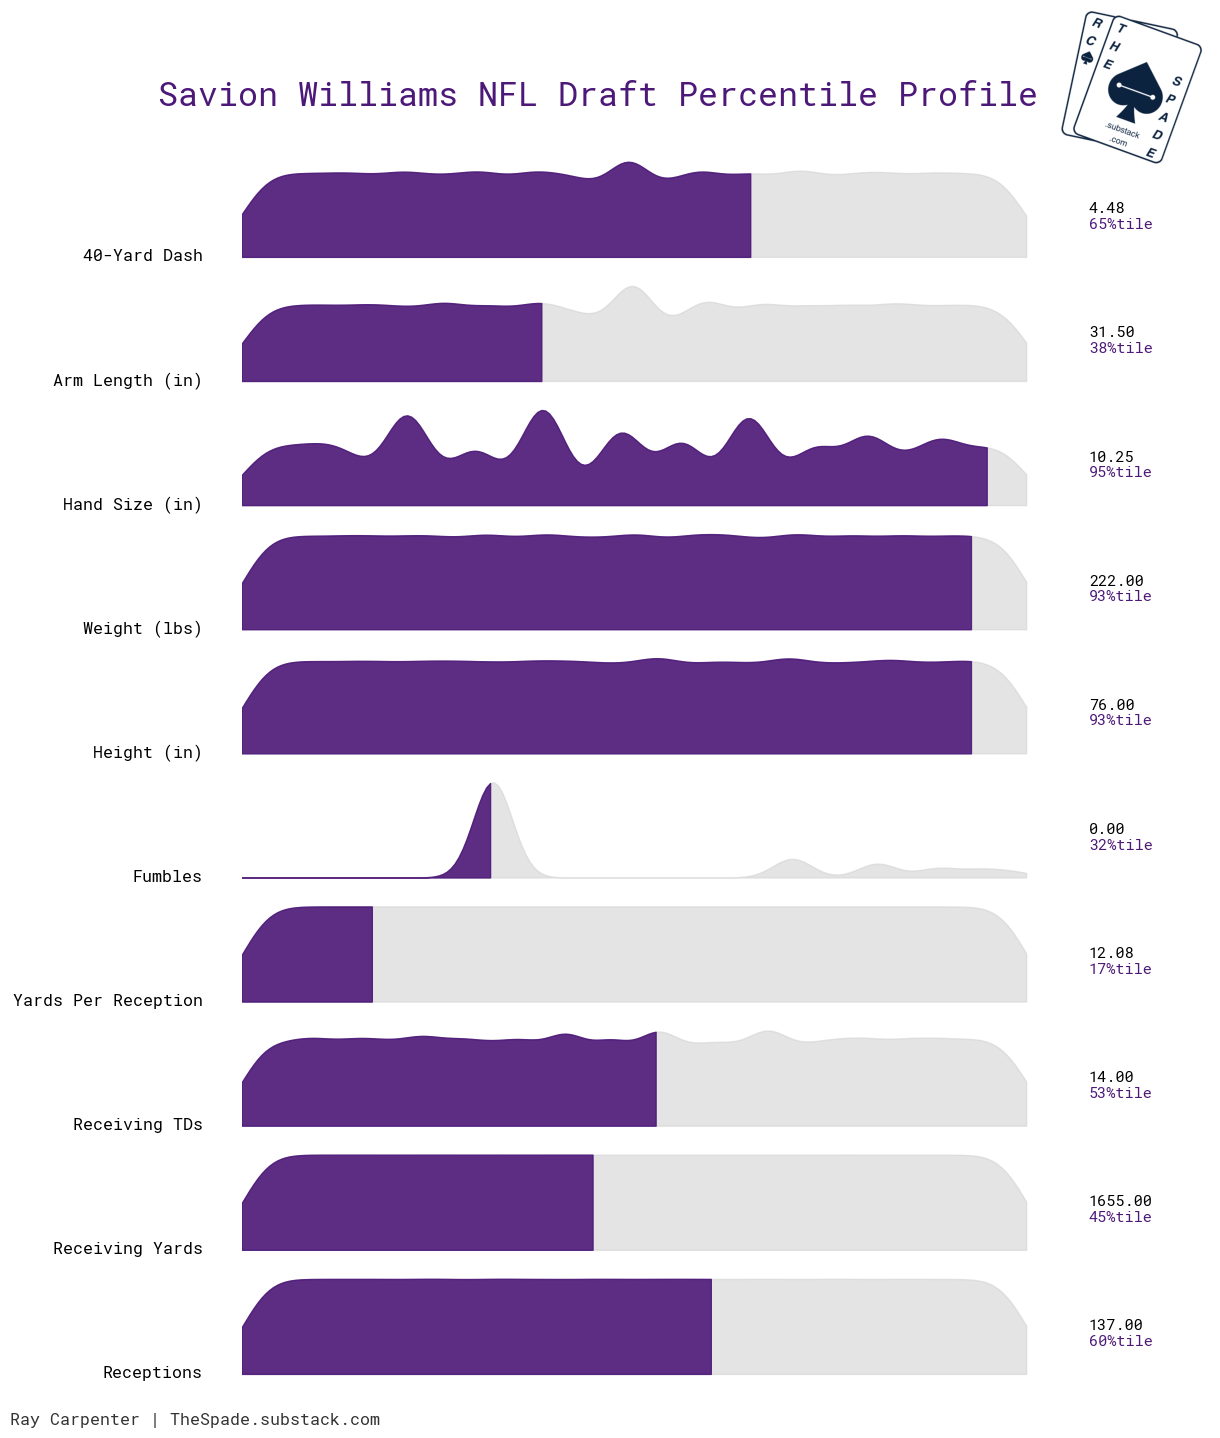 RC
THE
SPADE
.substack
.com
Savion Williams NFL Draft Percentile Profile
40-Yard Dash
4.48
65%tile
Arm Length (in)
31.50
38%tile
Hand Size (in)
10.25
95%tile
Weight (lbs)
222.00
93%tile
Height (in)
76.00
93%tile
Fumbles
0.00
32%tile
Yards Per Reception
12.08
17%tile
Receiving TDs
14.00
53%tile
Receiving Yards
1655.00
45%tile
Receptions
137.00
60%tile
Ray Carpenter | TheSpade.substack.com